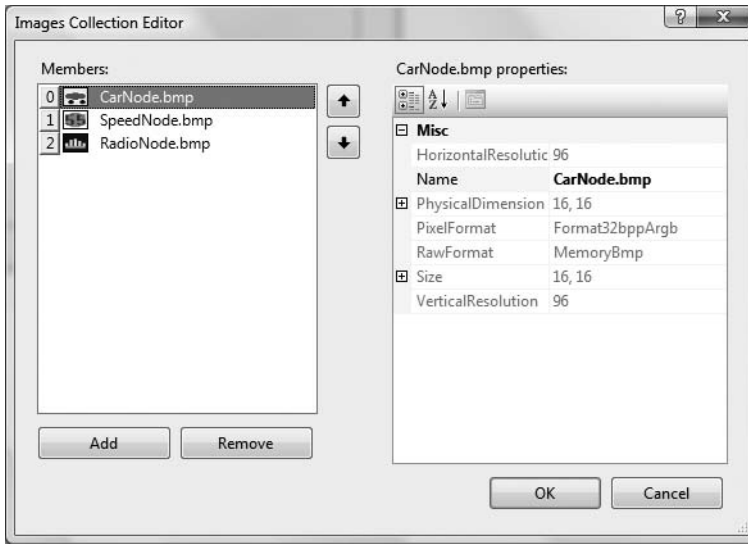 Images Collection Editor
Members:
0 CarNode.bmp
1 SpeedNode.bmp
2 RadioNode.bmp
Add
Remove
CarNode.bmp properties:
Misc
HorizontalResolutic 96
Name CarNode.bmp
PhysicalDimension 16, 16
PixelFormat Format32bppArgb
RawFormat MemoryBmp
Size 16, 16
VerticalResolution 96
OK
Cancel